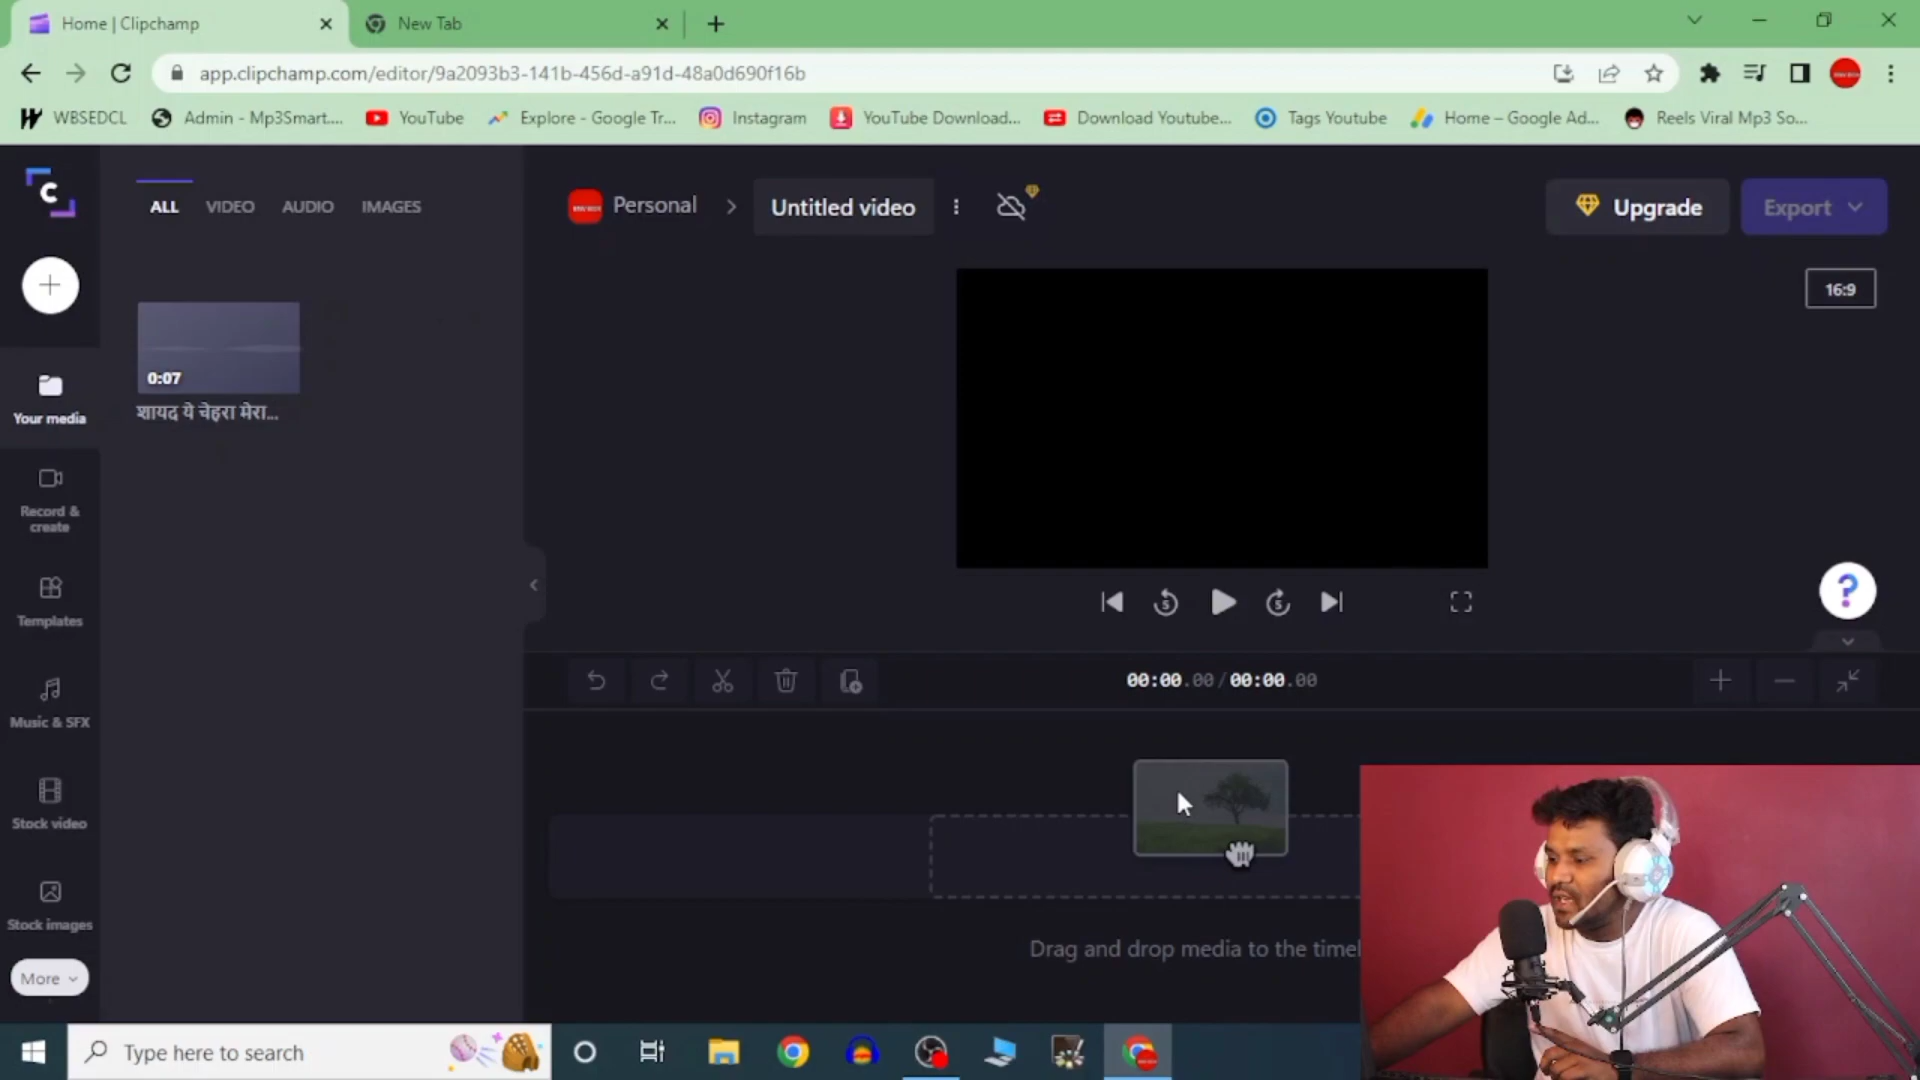 Home | Clipchamp
New Tab
app.clipchamp.com/editor/9a2093b3-141b-456d-a91d-48a0d690f16b
WBSEDCL
Admin - Mp3Smart....
YouTube
Explore - Google Tr...
Instagram
YouTube Download...
Download Youtube...
Tags Youtube
Home – Google Ad...
Reels Viral Mp3 So...
ALL VIDEO AUDIO IMAGES
Personal
Untitled video
Upgrade
Export
16:9
0:07
शायद ये चेहरा मेरा...
Your media
Record &
create
Templates
Music & SFX
Stock video
Stock images
More
5
5
?
00:00.00 / 00:00.00
Drag and drop media to the timel
Type here to search